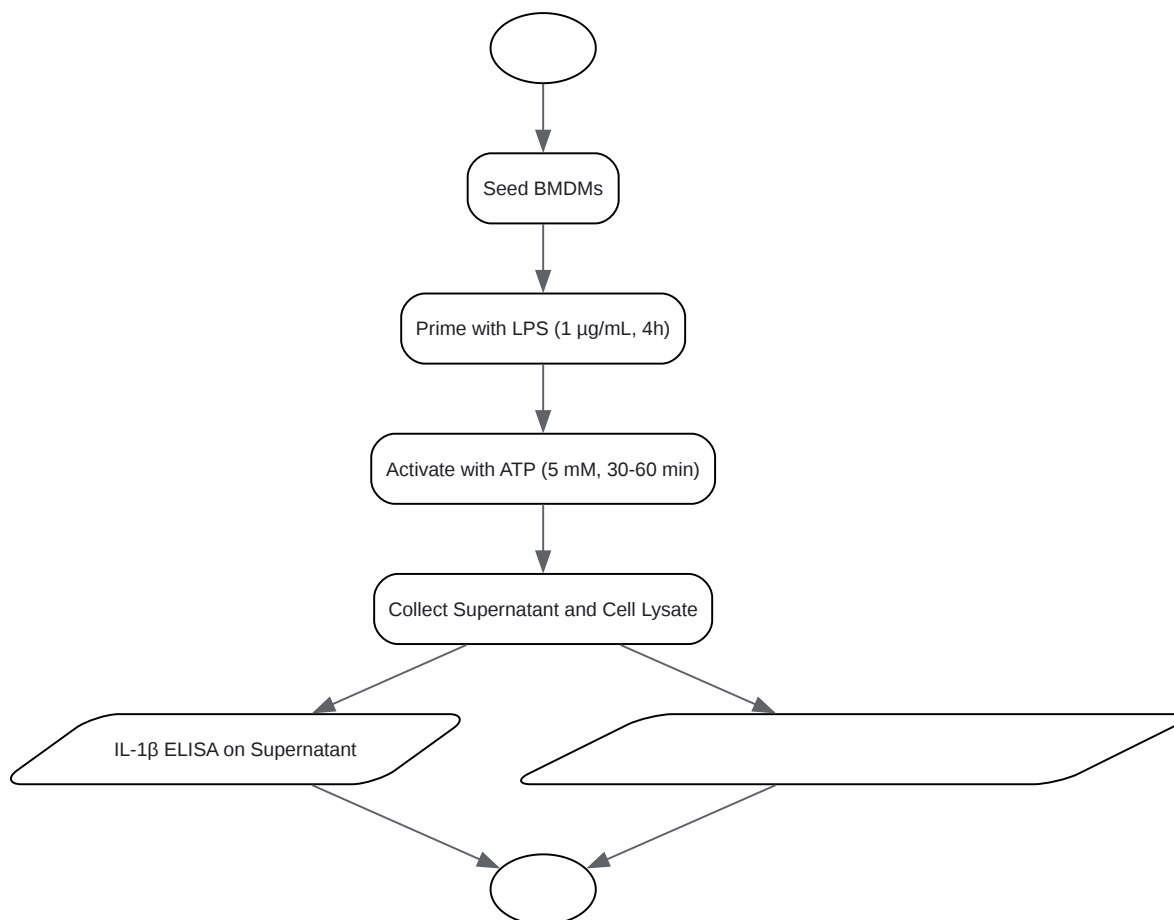 Seed BMDMs
Prime with LPS (1 µg/mL, 4h)
Activate with ATP (5 mM, 30-60 min)
Collect Supernatant and Cell Lysate
IL-1β ELISA on Supernatant